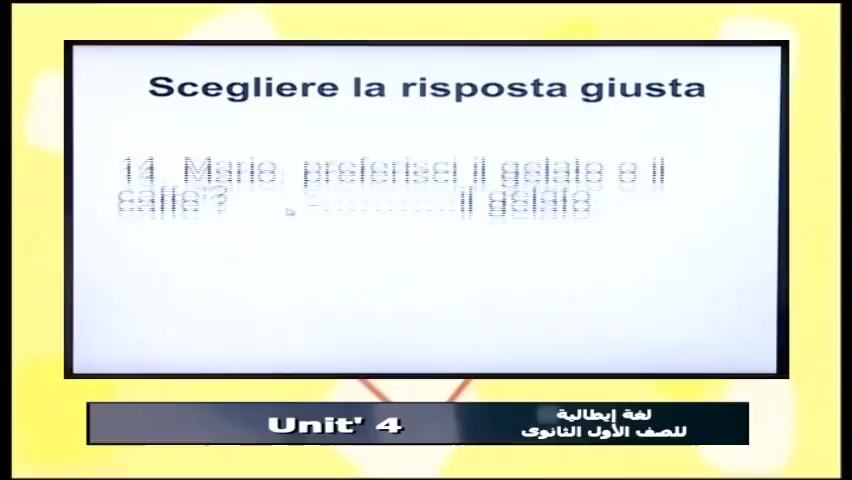 Scegliere la risposta giusta
14. Mario, preferisci il gelato o il
caffe'? - ............... il gelato
Unit' 4
لغة إيطالية
للصف الأول الثانوى